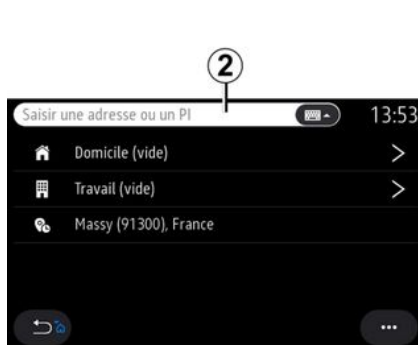 2
Saisir une adresse ou un PI
13:53
Domicile (vide)
Travail (vide)
Massy (91300), France